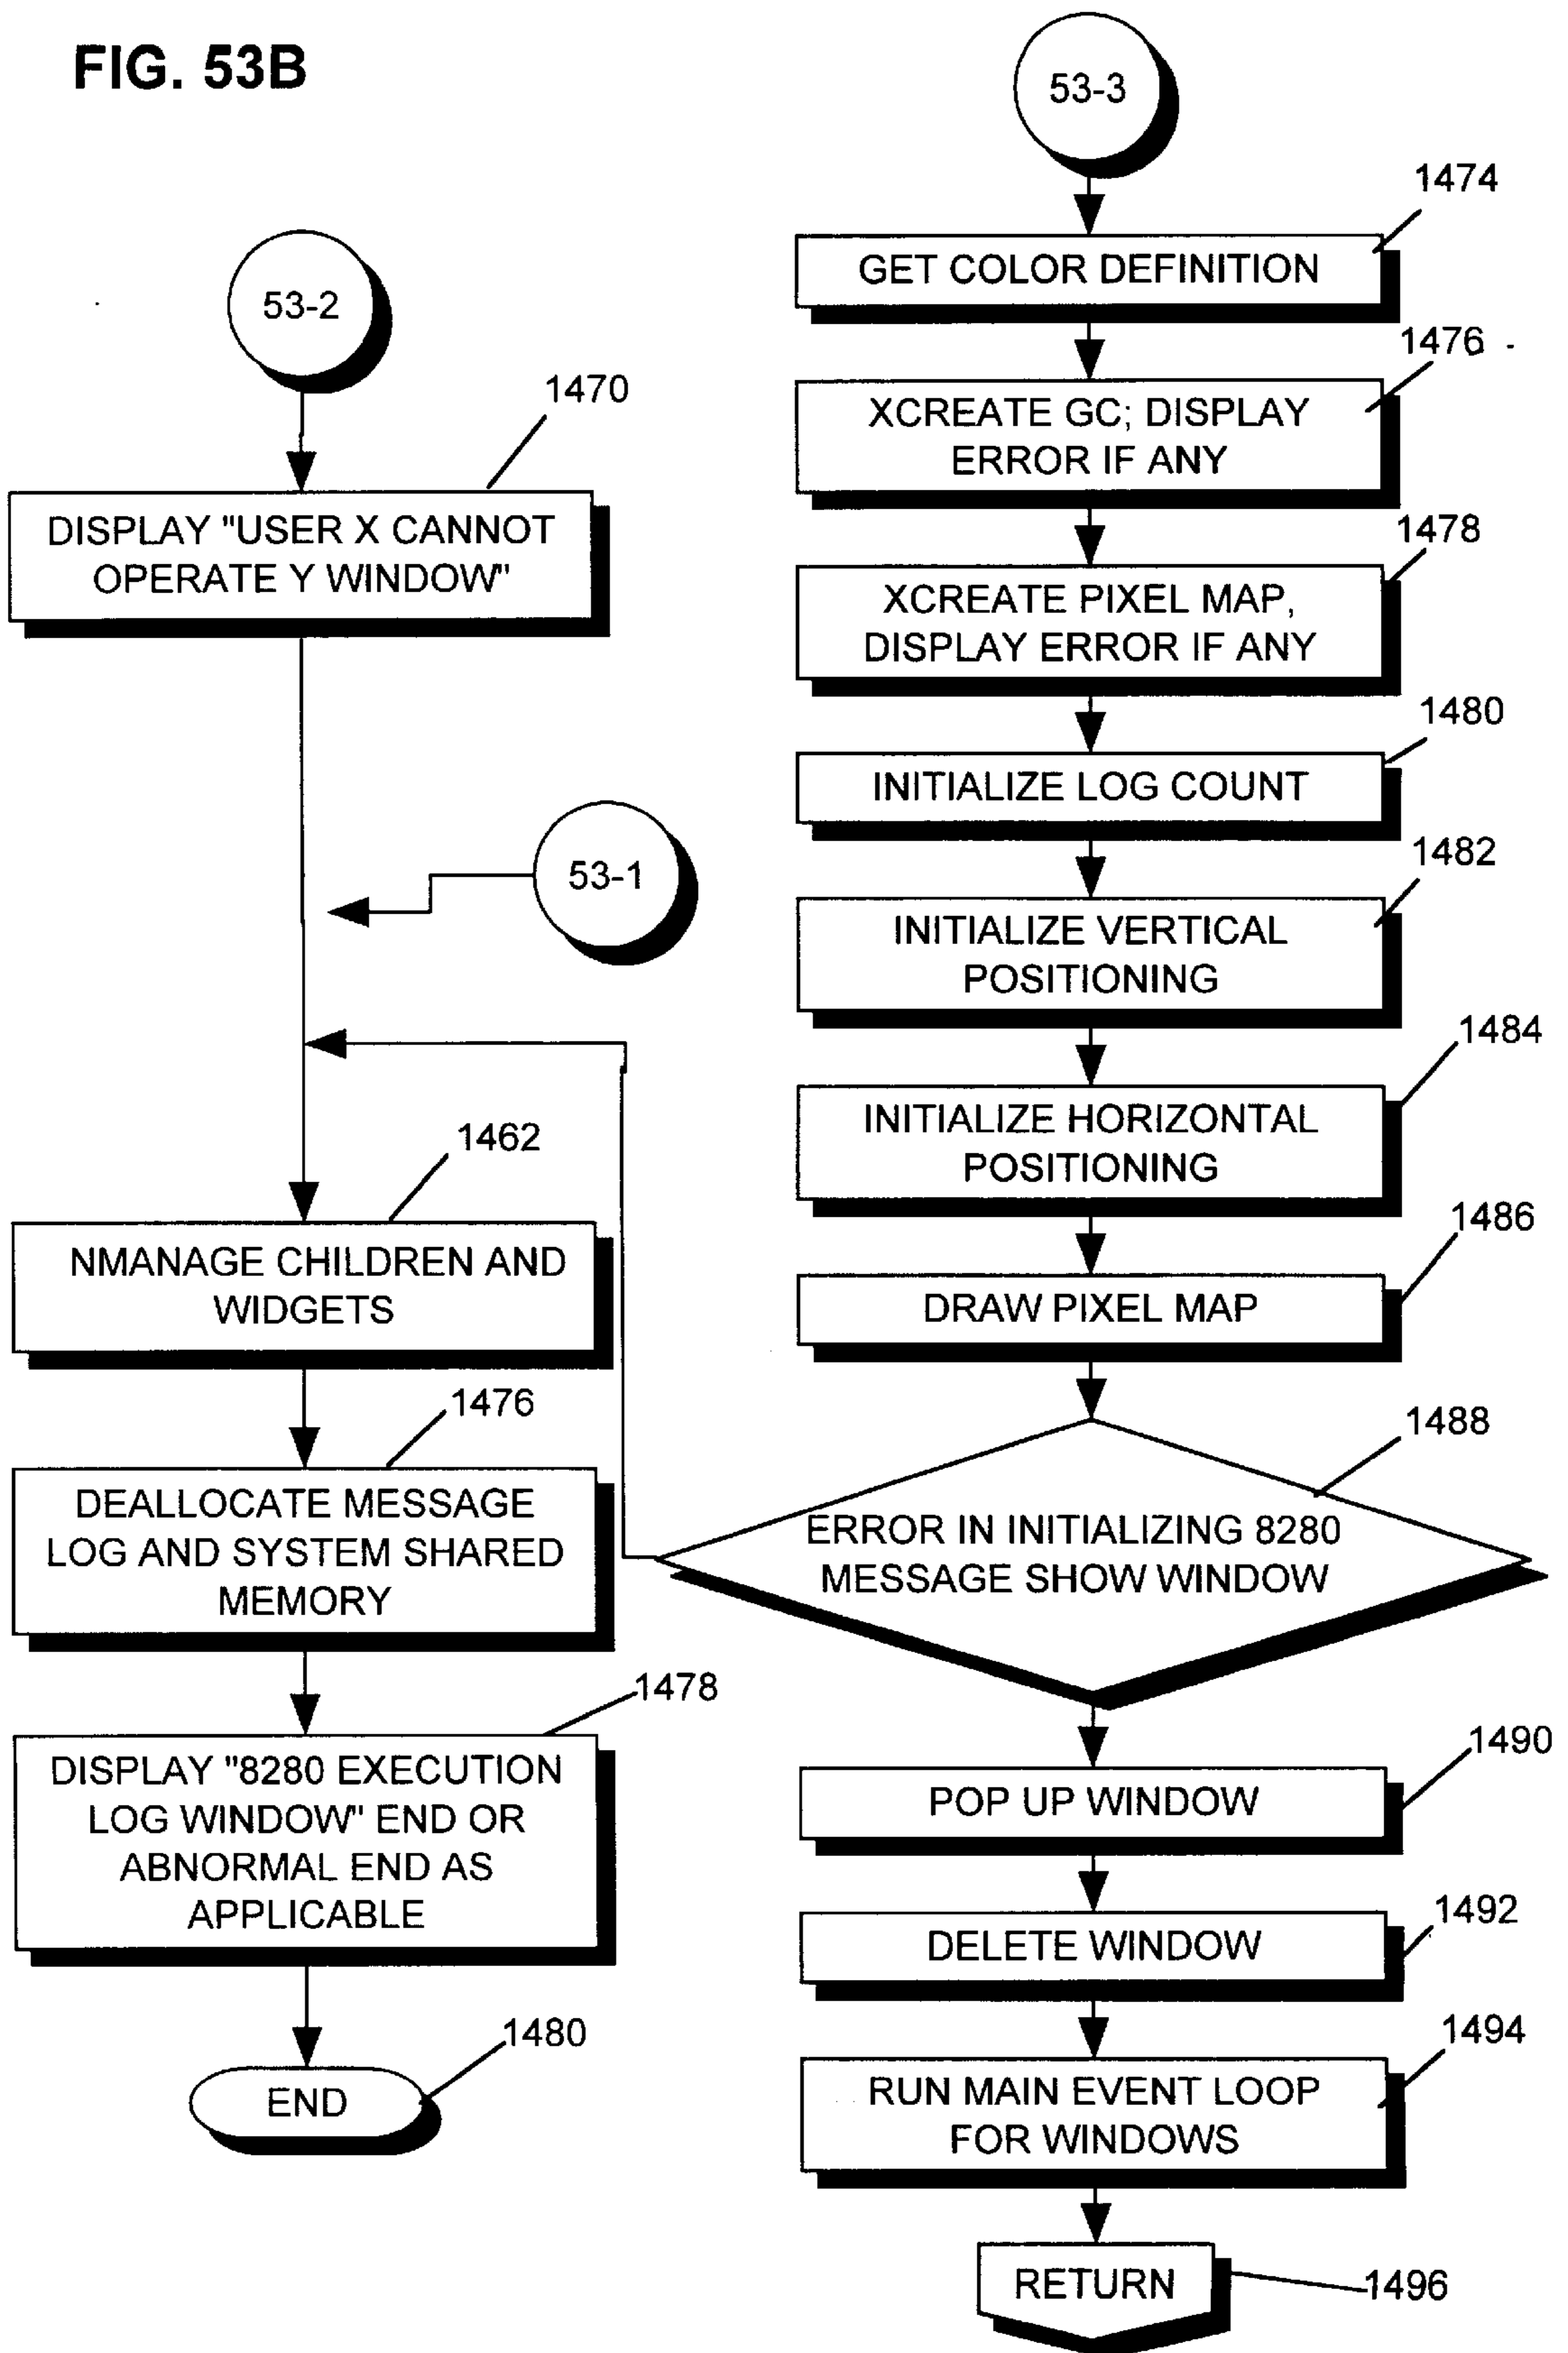 FIG. 53B
53-2
1470
DISPLAY "USER X CANNOT
OPERATE Y WINDOW"
53-1
1462
NMANAGE CHILDREN AND
WIDGETS
1476
DEALLOCATE MESSAGE
LOG AND SYSTEM SHARED
MEMORY
1478
DISPLAY "8280 EXECUTION
LOG WINDOW" END OR
ABNORMAL END AS
APPLICABLE
1480
END
53-3
1474
GET COLOR DEFINITION
1476
XCREATE GC; DISPLAY
ERROR IF ANY
1478
XCREATE PIXEL MAP,
DISPLAY ERROR IF ANY
1480
INITIALIZE LOG COUNT
1482
INITIALIZE VERTICAL
POSITIONING
1484
INITIALIZE HORIZONTAL
POSITIONING
1486
DRAW PIXEL MAP
1488
ERROR IN INITIALIZING 8280
MESSAGE SHOW WINDOW
1490
POP UP WINDOW
1492
DELETE WINDOW
1494
RUN MAIN EVENT LOOP
FOR WINDOWS
RETURN
1496